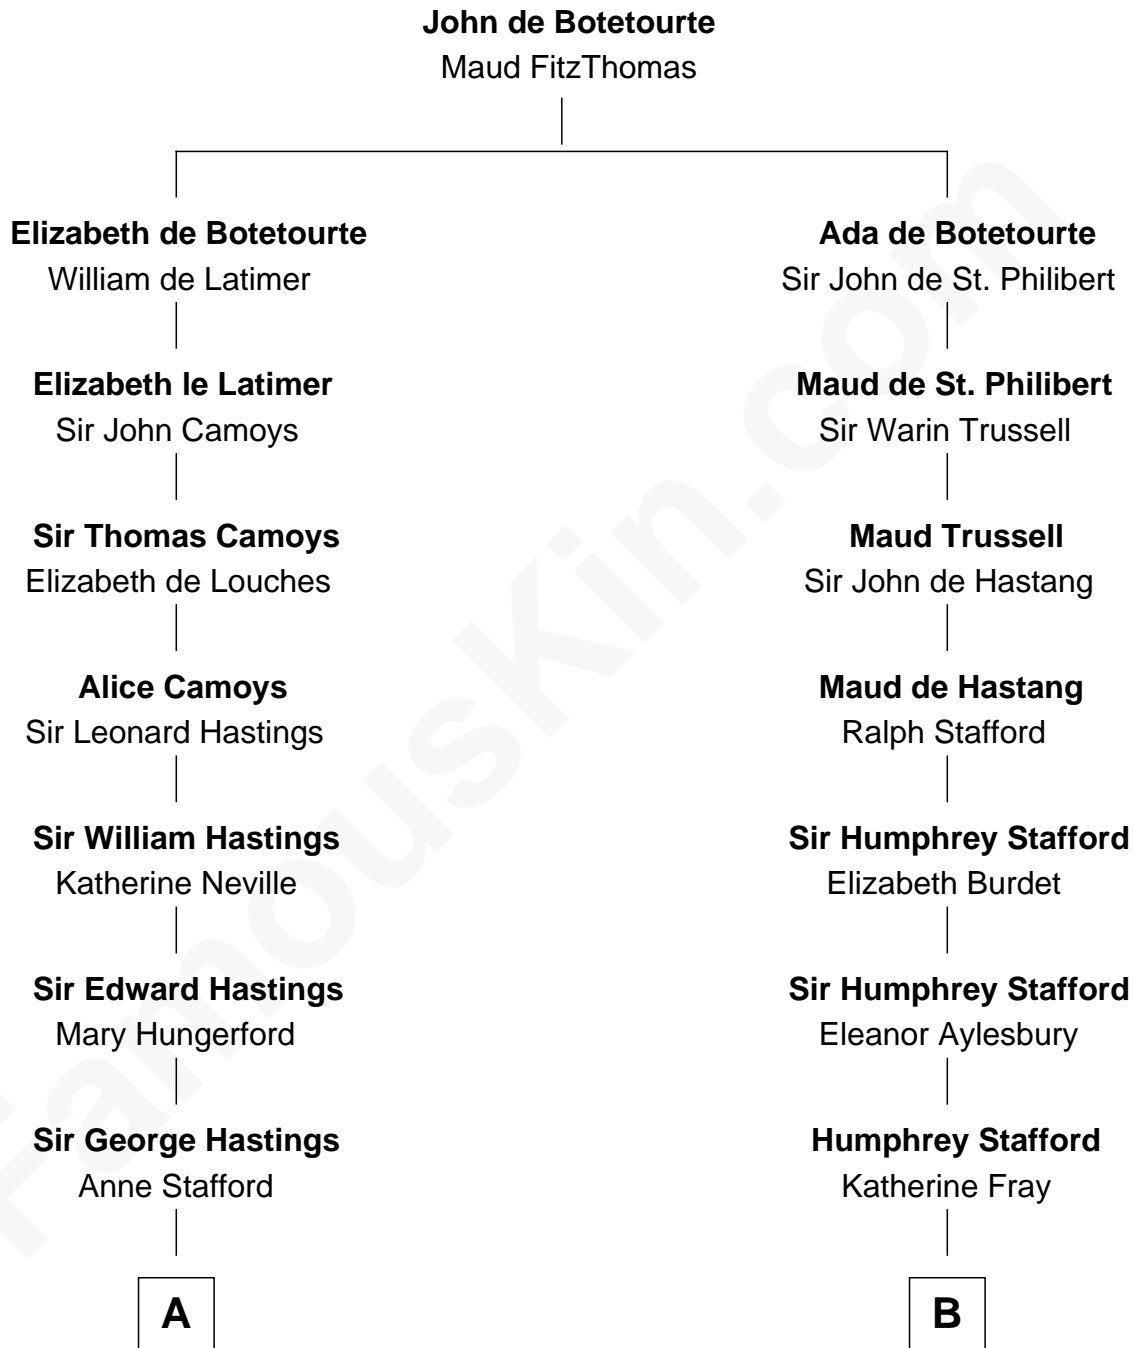 John de Botetourte
Maud FitzThomas
Elizabeth de Botetourte
William de Latimer
Ada de Botetourte
Sir John de St. Philibert
Elizabeth le Latimer
Sir John Camoys
Maud de St. Philibert
Sir Warin Trussell
Sir Thomas Camoys
Elizabeth de Louches
Maud Trussell
Sir John de Hastang
Alice Camoys
Sir Leonard Hastings
Maud de Hastang
Ralph Stafford
Sir William Hastings
Katherine Neville
Sir Humphrey Stafford
Elizabeth Burdet
Sir Edward Hastings
Mary Hungerford
Sir Humphrey Stafford
Eleanor Aylesbury
Sir George Hastings
Anne Stafford
Humphrey Stafford
Katherine Fray
A
B
FamousKin.com